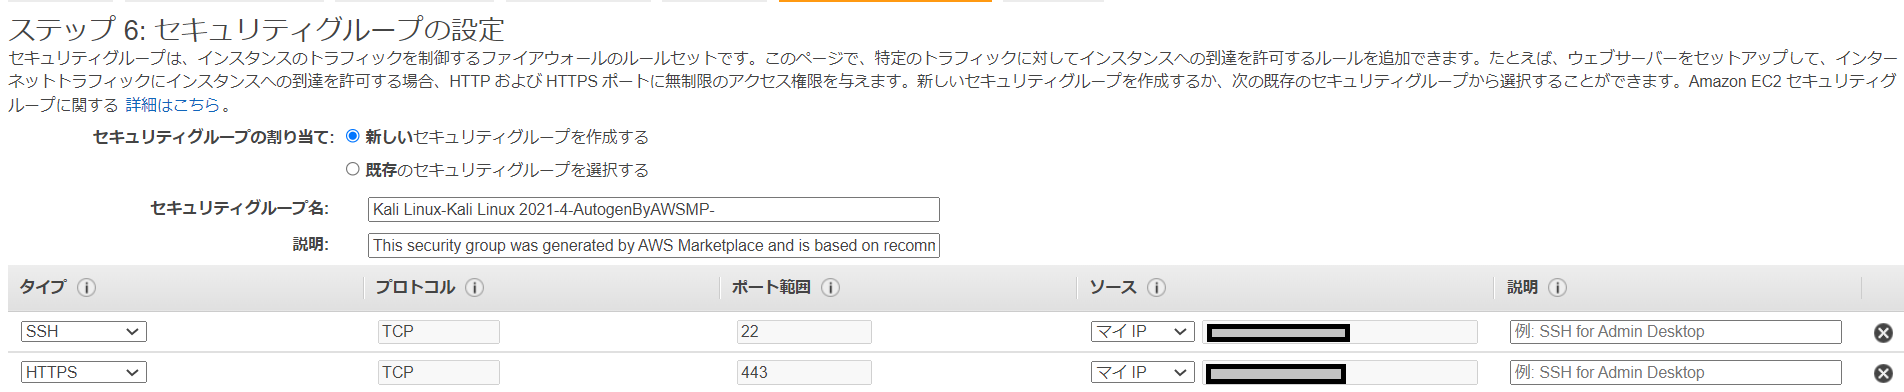 ステップ 6: セキュリティグループの設定
セキュリティグループは、インスタンスのトラフィックを制御するファイアウォールのルールセットです。このページで、特定のトラフィックに対してインスタンスへの到達を許可するルールを追加できます。たとえば、ウェブサーバーをセットアップして、インター
ネットトラフィックにインスタンスへの到達を許可する場合、HTTP および HTTPS ポートに無制限のアクセス権限を与えます。新しいセキュリティグループを作成するか、次の既存のセキュリティグループから選択することができます。Amazon EC2 セキュリティグ
ループに関する 詳細はこちら。
セキュリティグループの割り当て: 新しいセキュリティグループを作成する
既存のセキュリティグループを選択する
セキュリティグループ名: Kali Linux-Kali Linux 2021-4-AutogenByAWSMP-
説明: This security group was generated by AWS Marketplace and is based on recomn
タイプ プロトコル ポート範囲 ソース 説明
SSH TCP 22 マイ IP 例: SSH for Admin Desktop
HTTPS TCP 443 マイ IP 例: SSH for Admin Desktop